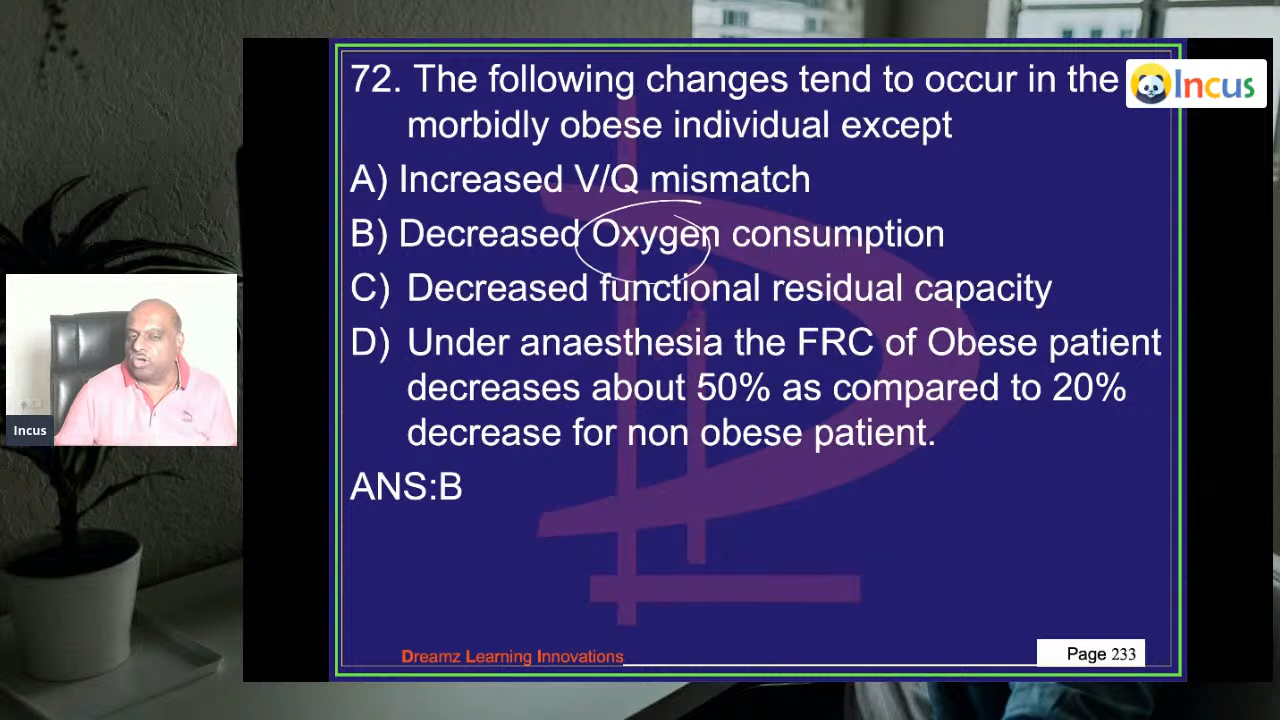 72. The following changes tend to occur in the
morbidly obese individual except
A) Increased V/Q mismatch
B) Decreased Oxygen consumption
C) Decreased functional residual capacity
D) Under anaesthesia the FRC of Obese patient
decreases about 50% as compared to 20%
decrease for non obese patient.
ANS:B
Incus
Incus
Dreamz Learning Innovations
Page 233